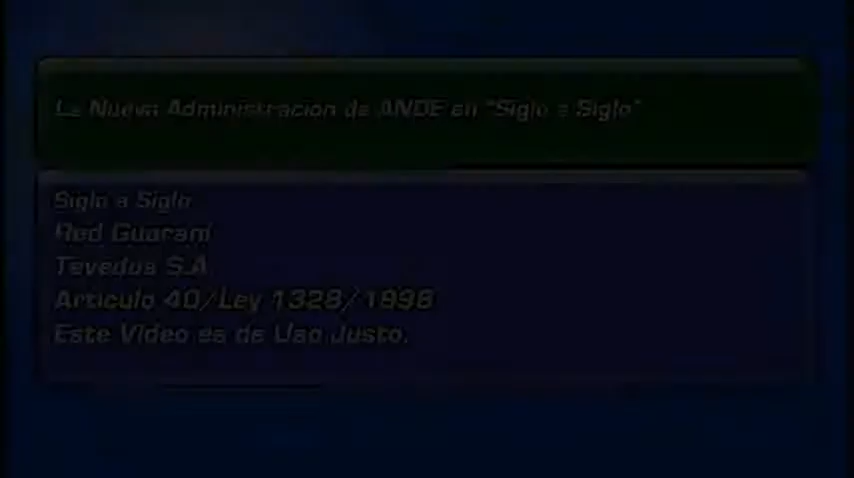 La Nueva Administracion de ANDE en "Siglo a Siglo"
Siglo a Siglo
Red Guarani
Tevedos S.A
Articulo 40/Ley 1328/1998
Este Video es de Uso Justo.